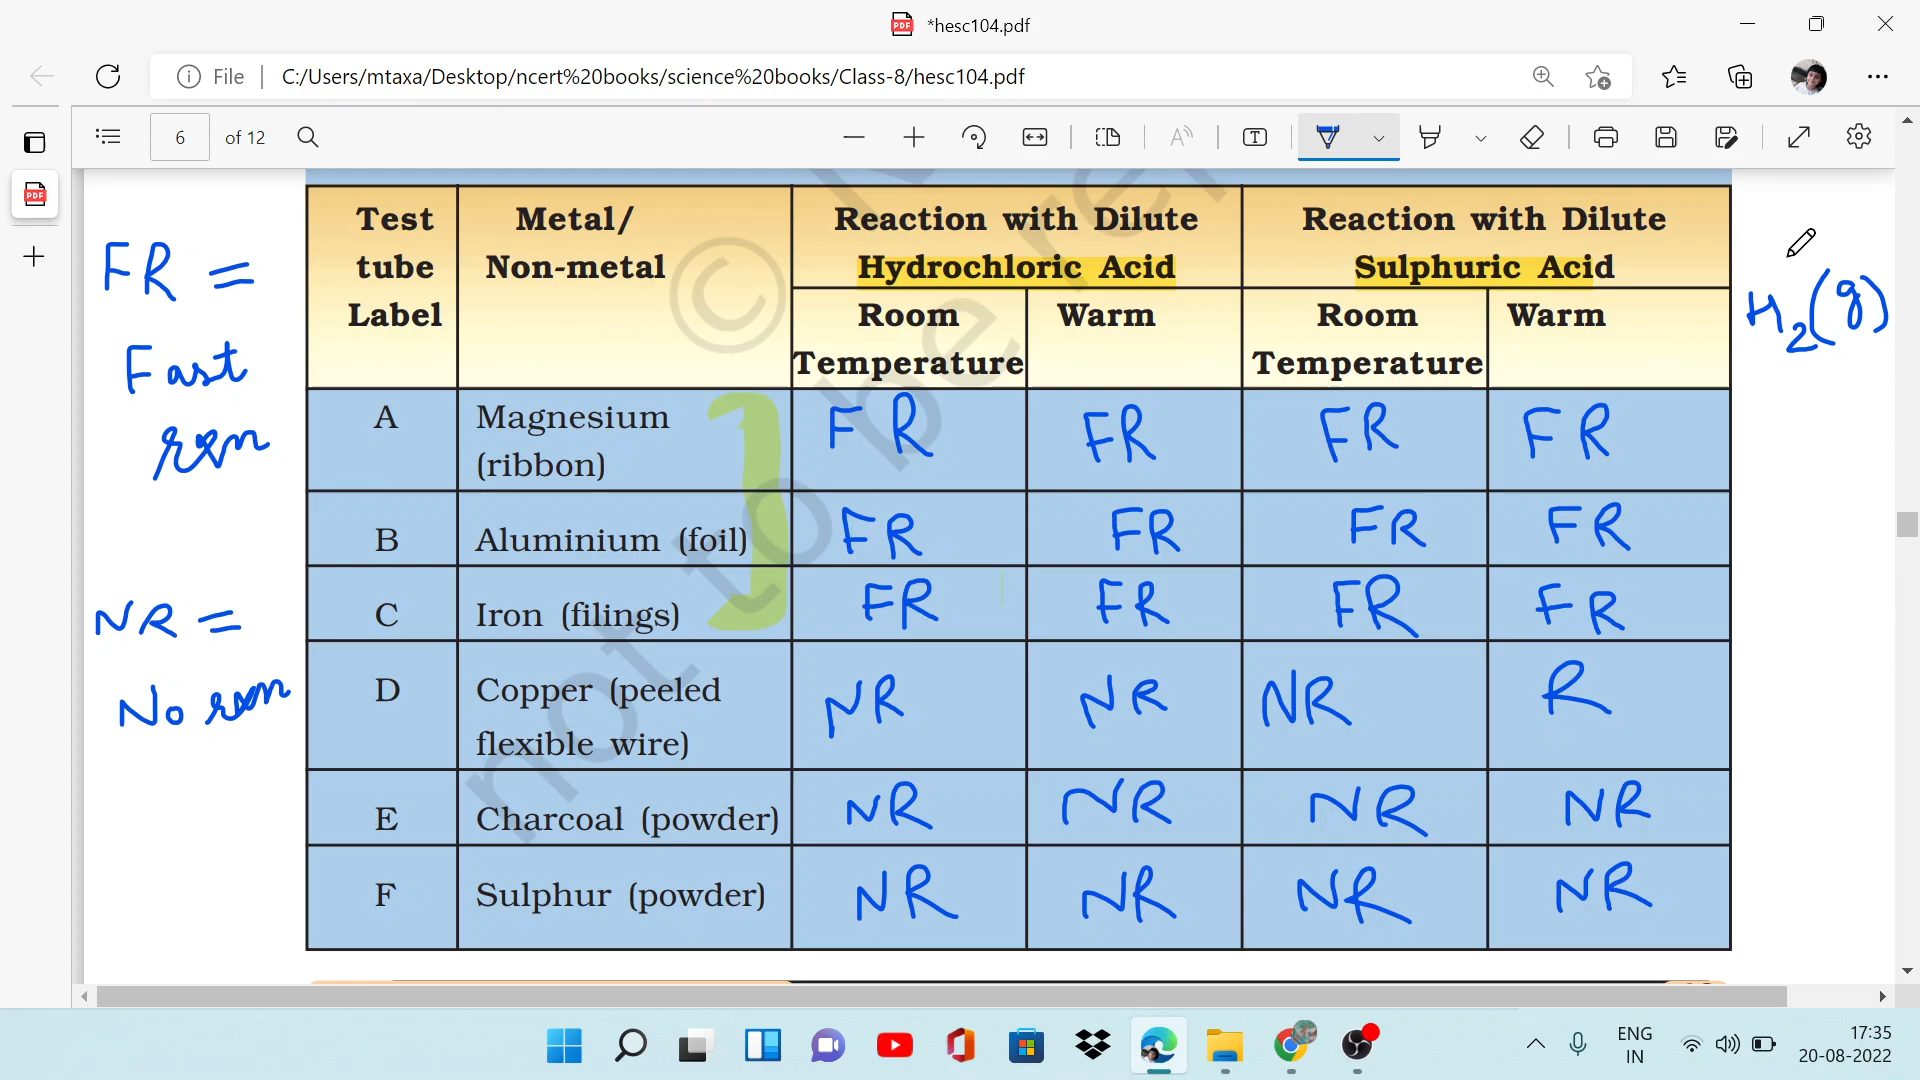 *hesc104.pdf
File | C:/Users/mtaxa/Desktop/ncert%20books/science%20books/Class-8/hesc104.pdf
6 of 12
Test tube Label | Metal/ Non-metal | Reaction with Dilute Hydrochloric Acid | Reaction with Dilute Sulphuric Acid
Room Temperature | Warm | Room Temperature | Warm
A Magnesium (ribbon) FR FR FR FR
B Aluminium (foil) FR FR FR FR
C Iron (filings) FR FR FR FR
D Copper (peeled flexible wire) NR NR NR R
E Charcoal (powder) NR NR NR NR
F Sulphur (powder) NR NR NR NR
FR =
Fast
rxn
NR =
No rxn
H2(g)
© N
not to be re
ENG
IN
17:35
20-08-2022